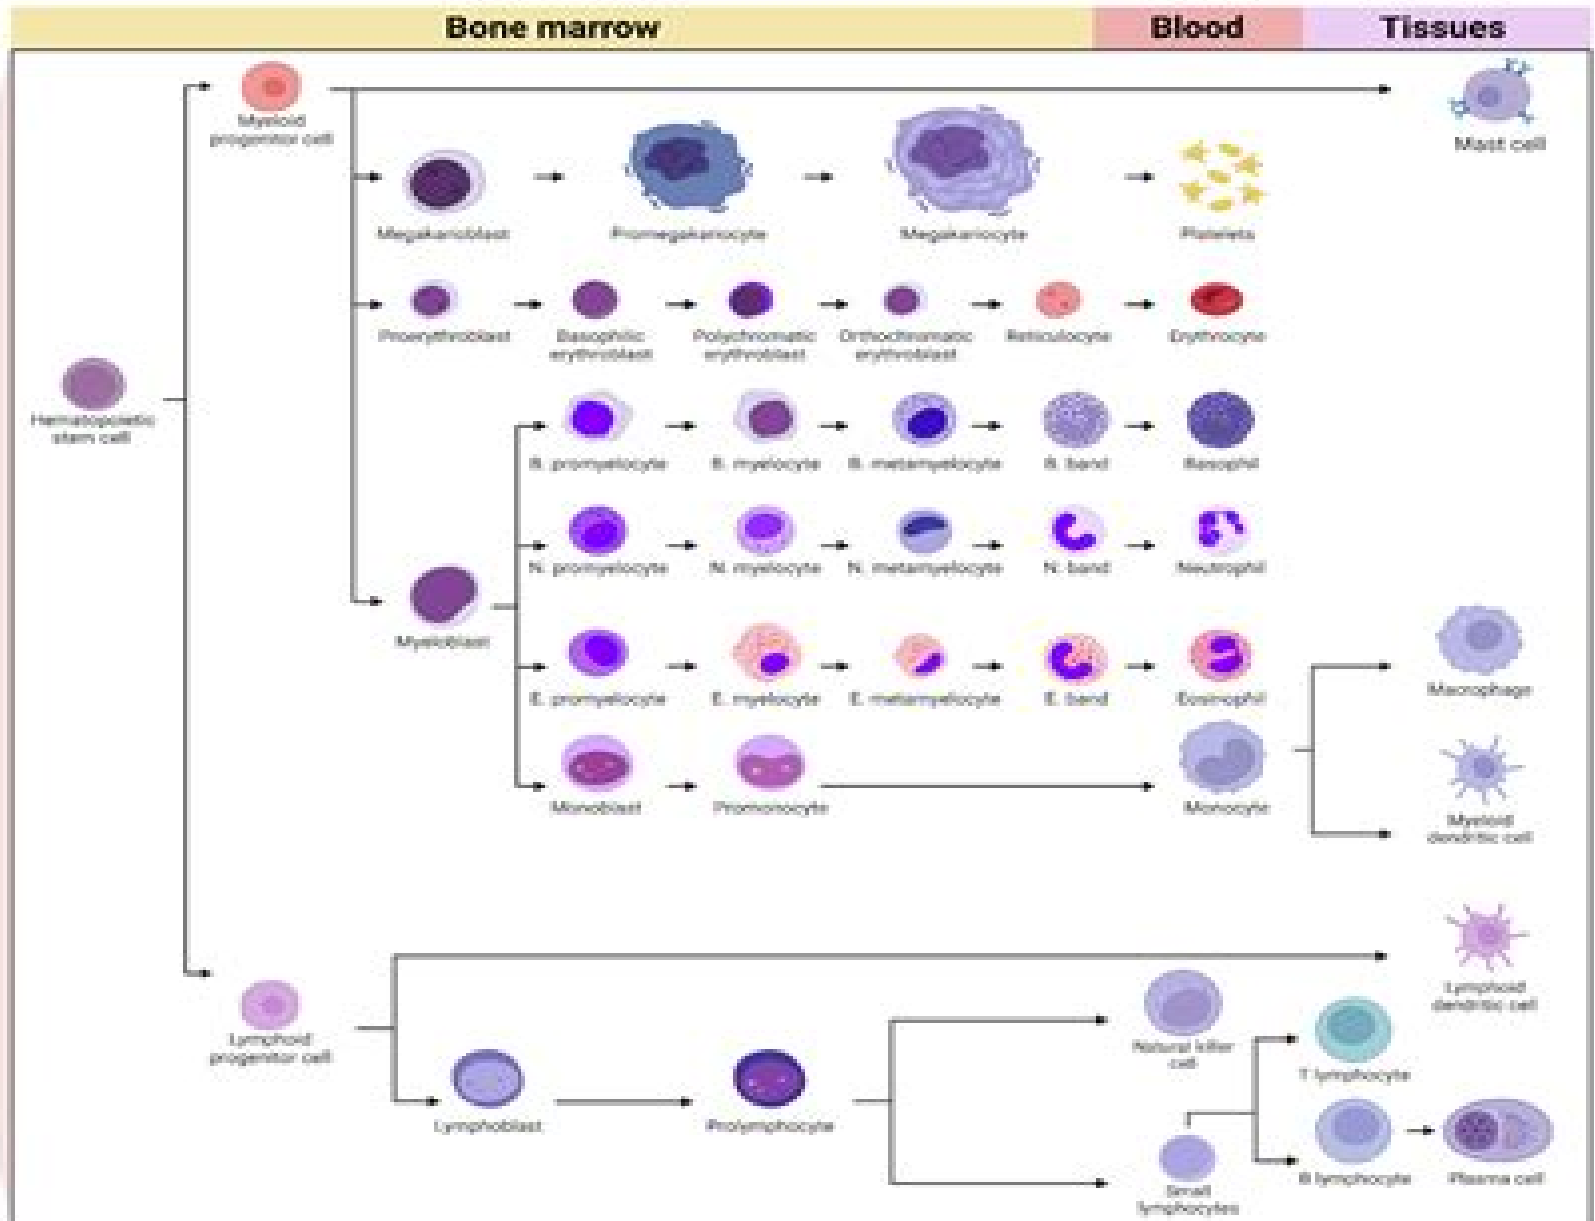 Bone marrow
Blood
Tissues
Myeloid
progenitor cell
Mast cell
Megakarioblast
Promegakariocyte
Megakariocyte
Platelets
Proerythroblast
Basophilic
erythroblast
Polychromatic
erythroblast
Orthochromatic
erythroblast
Reticulocyte
Erythrocyte
Hematopoietic
stem cell
B. promyelocyte
B. myelocyte
B. metamyelocyte
B. band
Basophil
N. promyelocyte
N. myelocyte
N. metamyelocyte
N. band
Neutrophil
Myeloblast
E. promyelocyte
E. myelocyte
E. metamyelocyte
E. band
Eosinophil
Macrophage
Monoblast
Promonocyte
Monocyte
Myeloid
dendritic cell
Lymphoid
dendritic cell
Lymphoid
progenitor cell
Natural killer
cell
T lymphocyte
Lymphoblast
Prolymphocyte
Small
lymphocytes
B lymphocyte
Plasma cell